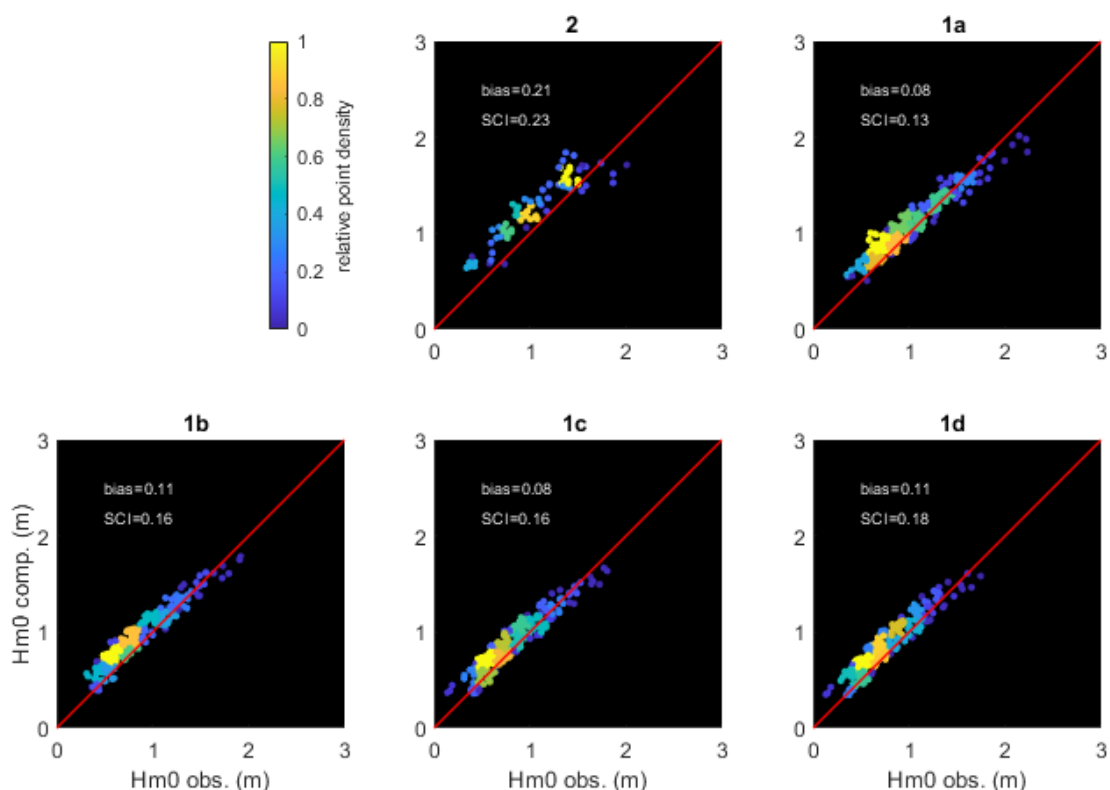 1
0.8
0.6
0.4
0.2
0
relative point density
2
3
2
1
0
bias=0.21
SCI=0.23
0 1 2 3
1a
3
2
1
0
bias=0.08
SCI=0.13
0 1 2 3
1b
Hm0 comp. (m)
3
2
1
0
bias=0.11
SCI=0.16
0 1 2 3
Hm0 obs. (m)
1c
3
2
1
0
bias=0.08
SCI=0.16
0 1 2 3
Hm0 obs. (m)
1d
3
2
1
0
bias=0.11
SCI=0.18
0 1 2 3
Hm0 obs. (m)